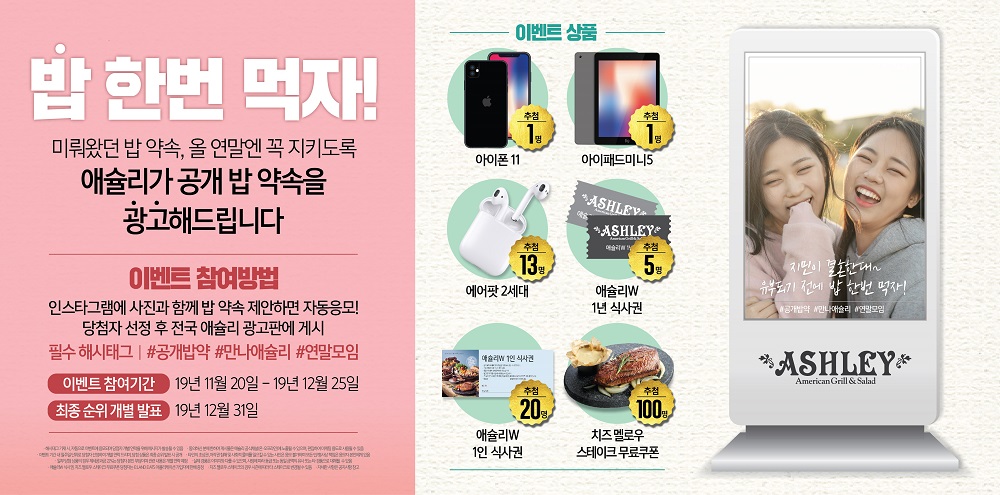 밥 한번 먹자!
미뤄왔던 밥 약속, 올 연말엔 꼭 지키도록
애슐리가 공개 밥 약속을
광고해드립니다
이벤트 참여방법
인스타그램에 사진과 함께 밥 약속 제안하면 자동응모!
당첨자 선정 후 전국 애슐리 광고판에 게시
필수 해시태그 | #공개밥약 #만나애슐리 #연말모임
이벤트 참여기간 19년 11월 20일 – 19년 12월 25일
최종 순위 개별 발표 19년 12월 31일
이벤트 상품
추첨
1명
아이폰 11
추첨
1명
아이패드미니5
추첨
13명
에어팟 2세대
ASHLEY
ASHLEY
American Grill & Salad
애슐리W 1인
추첨
5명
애슐리W
1년 식사권
애슐리W 1인 식사권
추첨
20명
애슐리W
1인 식사권
추첨
100명
치즈 멜로우
스테이크 무료쿠폰
지민이 결혼한대~
유부되기 전에 밥 한번 먹자!
#공개밥약 #만나애슐리 #연말모임
ASHLEY
American Grill & Salad